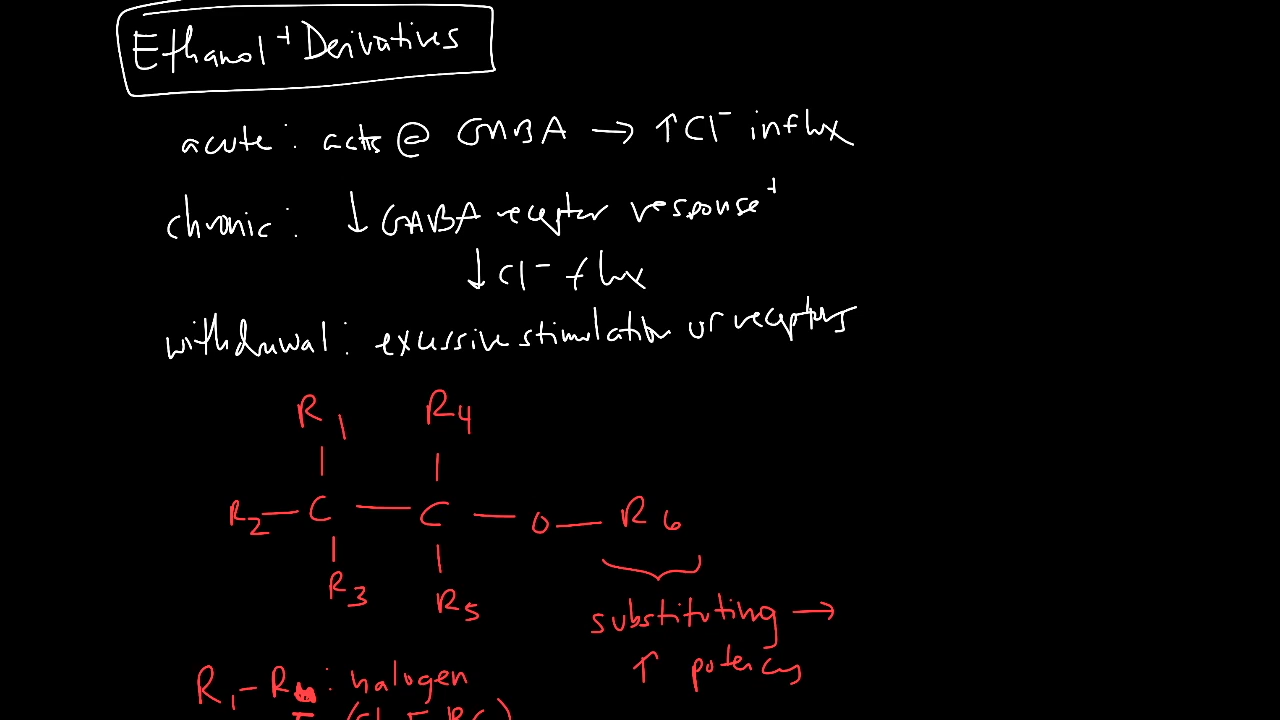 Ethanol + Derivatives
acute: acts @ GABA → ↑ Cl⁻ influx
chronic: ↓ GABA receptor response +
↓ Cl⁻ flux
withdrawal: excessive stimulation of receptors
R1 R4
R2 — C — C — O — R6
R3 R5
substituting →
↑ potency
R1 – R : halogen